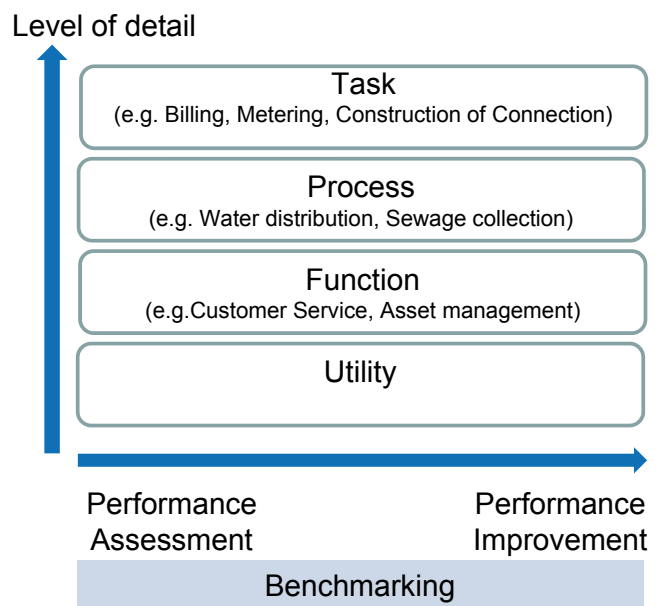 Level of detail
Task
(e.g. Billing, Metering, Construction of Connection)
Process
(e.g. Water distribution, Sewage collection)
Function
(e.g.Customer Service, Asset management)
Utility
Performance
Assessment
Performance
Improvement
Benchmarking